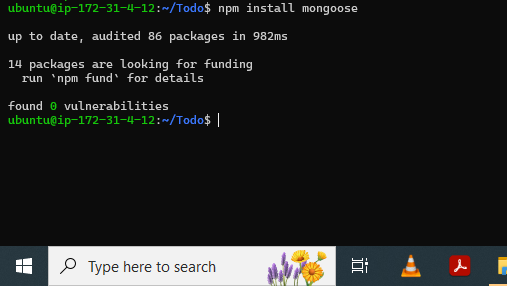 ubuntu@ip-172-31-4-12:~/Todo$ npm install mongoose
up to date, audited 86 packages in 982ms
14 packages are looking for funding
  run `npm fund` for details
found 0 vulnerabilities
ubuntu@ip-172-31-4-12:~/Todo$
Type here to search